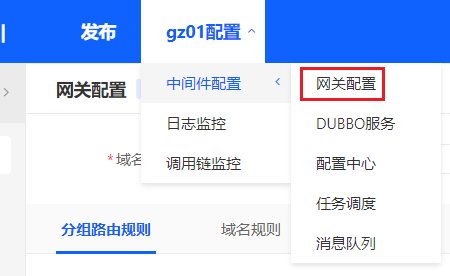 发布
gz01配置
网关配置
中间件配置
网关配置
日志监控
DUBBO服务
*域名
调用链监控
配置中心
分组路由规则
域名规则
任务调度
消息队列